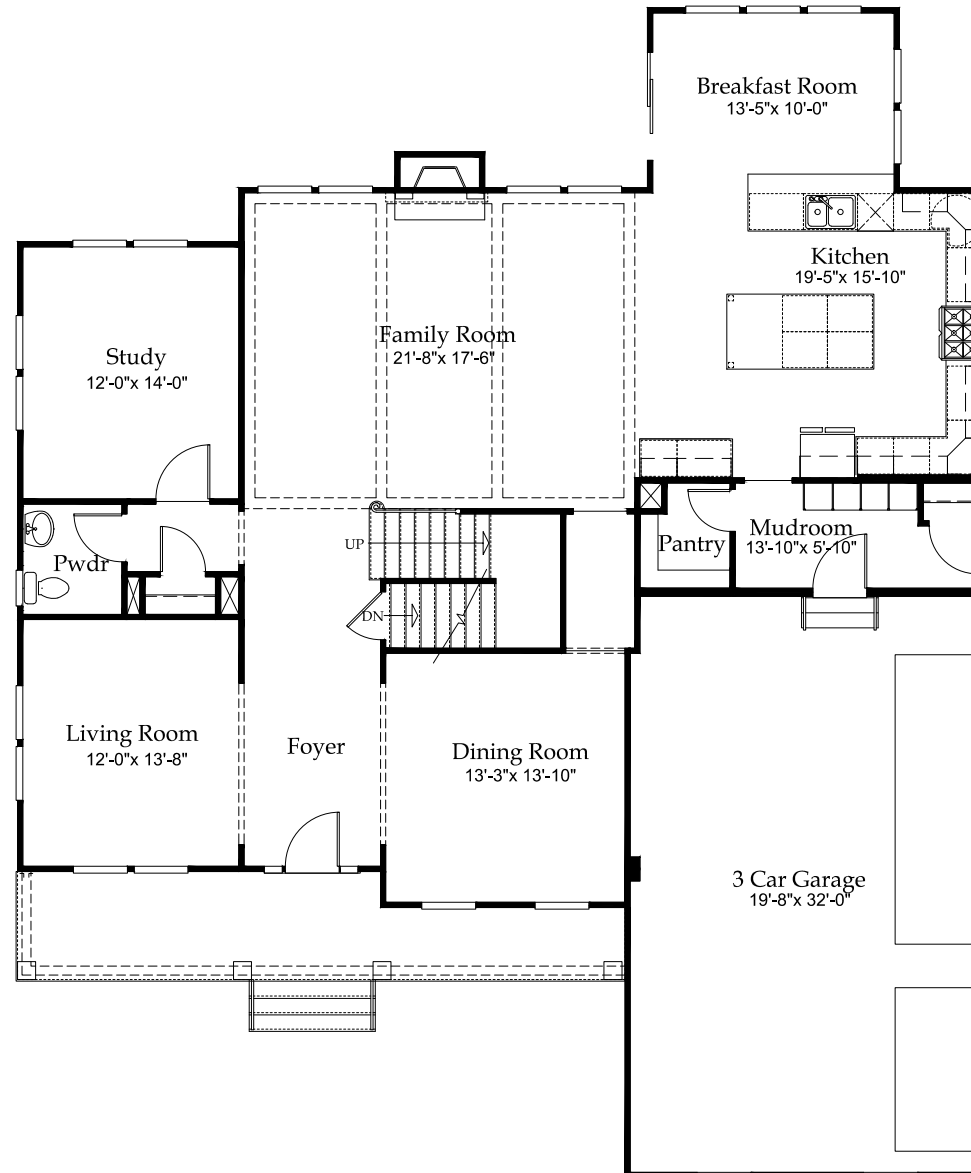 Breakfast Room
13'-5"x 10'-0"
Kitchen
19'-5"x 15'-10"
Family Room
21'-8"x 17'-6"
Study
12'-0"x 14'-0"
UP
Pwdr
Pantry
Mudroom
13'-10"x 5'-10"
DN
Living Room
12'-0"x 13'-8"
Foyer
Dining Room
13'-3"x 13'-10"
3 Car Garage
19'-8"x 32'-0"